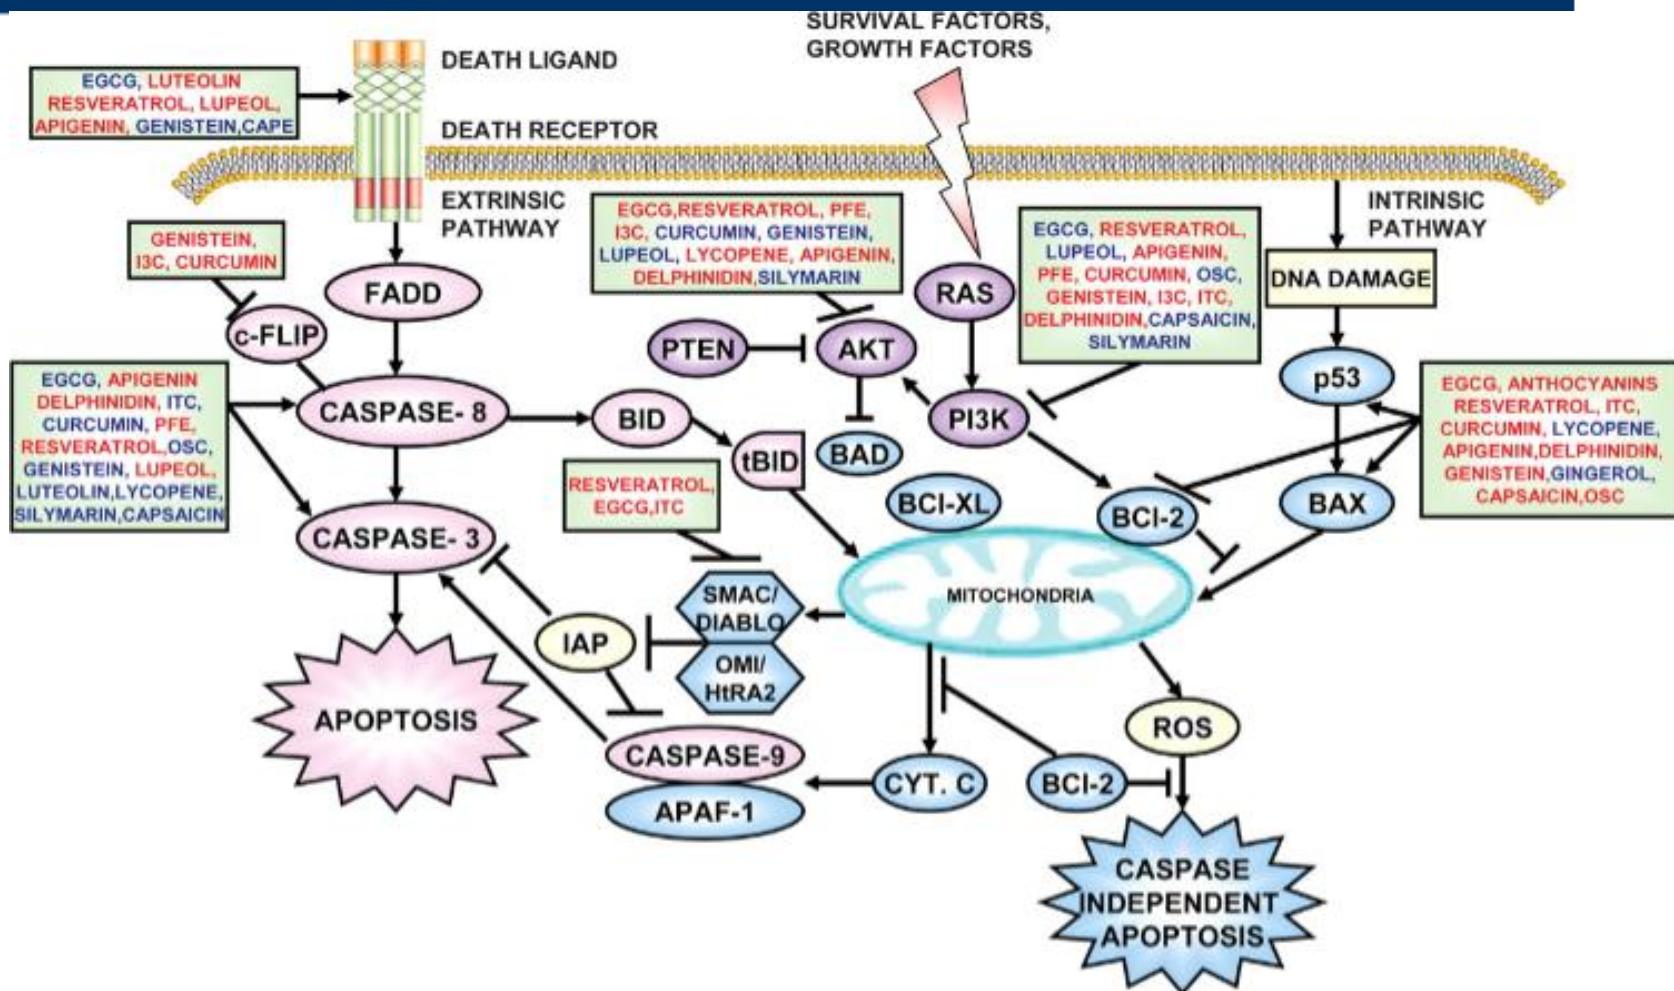 SURVIVAL FACTORS,
GROWTH FACTORS
DEATH LIGAND
EGCG, LUTEOLIN
RESVERATROL, LUPEOL,
APIGENIN, GENISTEIN,CAPE
DEATH RECEPTOR
EXTRINSIC
PATHWAY
INTRINSIC
PATHWAY
GENISTEIN,
I3C, CURCUMIN
EGCG,RESVERATROL, PFE,
I3C, CURCUMIN, GENISTEIN,
LUPEOL, LYCOPENE, APIGENIN,
DELPHINIDIN,SILYMARIN
EGCG, RESVERATROL,
LUPEOL, APIGENIN,
PFE, CURCUMIN, OSC,
GENISTEIN, I3C, ITC,
DELPHINIDIN,CAPSAICIN,
SILYMARIN
DNA DAMAGE
FADD
RAS
c-FLIP
PTEN
AKT
p53
EGCG, APIGENIN
DELPHINIDIN, ITC,
CURCUMIN, PFE,
RESVERATROL,OSC,
GENISTEIN, LUPEOL,
LUTEOLIN,LYCOPENE,
SILYMARIN,CAPSAICIN
CASPASE- 8
BID
PI3K
EGCG, ANTHOCYANINS
RESVERATROL, ITC,
CURCUMIN, LYCOPENE,
APIGENIN,DELPHINIDIN,
GENISTEIN,GINGEROL,
CAPSAICIN,OSC
tBID
BAD
RESVERATROL,
EGCG,ITC
BCl-XL
BCl-2
BAX
CASPASE- 3
MITOCHONDRIA
SMAC/
DIABLO
OMI/
HtRA2
IAP
APOPTOSIS
ROS
CASPASE-9
APAF-1
CYT. C
BCl-2
CASPASE
INDEPENDENT
APOPTOSIS